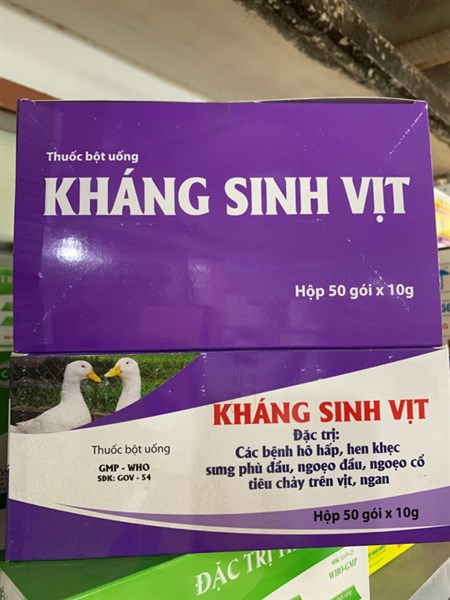 Thuốc bột uống
KHÁNG SINH VỊT
Hộp 50 gói x 10g
KHÁNG SINH VỊT
Đặc trị:
Các bệnh hô hấp, hen khẹc
sưng phù đầu, ngoẹo đầu, ngoẹo cổ
tiêu chảy trên vịt, ngan
Thuốc bột uống
GMP - WHO
SĐK: GOV - 54
Hộp 50 gói x 10g
ĐẶC TRỊ
WHO-GMP